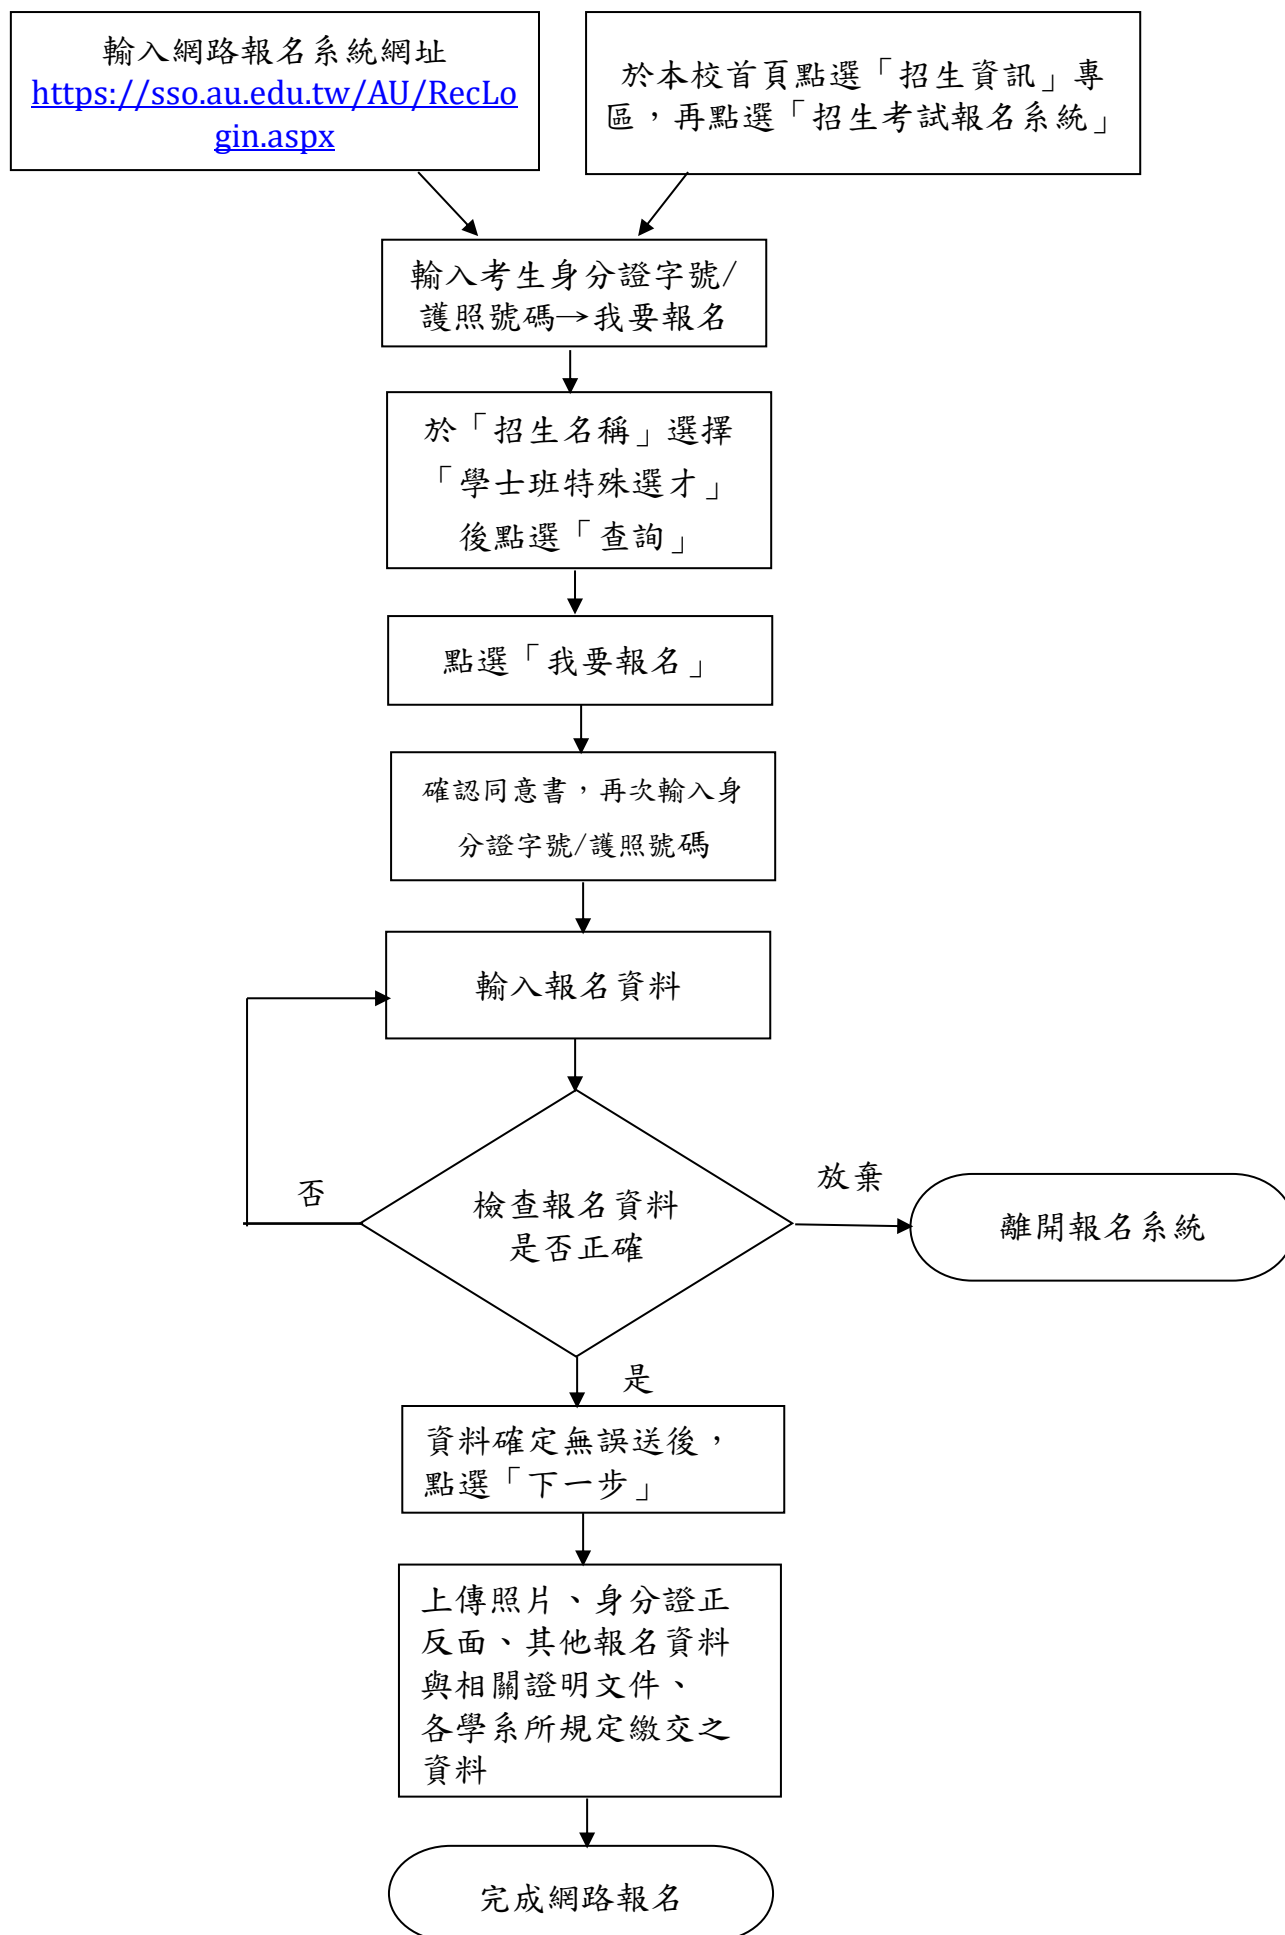 輸入網路報名系統網址
https://sso.au.edu.tw/AU/RecLo
gin.aspx
於本校首頁點選「招生資訊」專
區，再點選「招生考試報名系統」
輸入考生身分證字號/
護照號碼→我要報名
於「招生名稱」選擇
「學士班特殊選才」
後點選「查詢」
點選「我要報名」
確認同意書，再次輸入身
分證字號/護照號碼
輸入報名資料
否
檢查報名資料
是否正確
放棄
離開報名系統
是
資料確定無誤送後，
點選「下一步」
上傳照片、身分證正
反面、其他報名資料
與相關證明文件、
各學系所規定繳交之
資料
完成網路報名